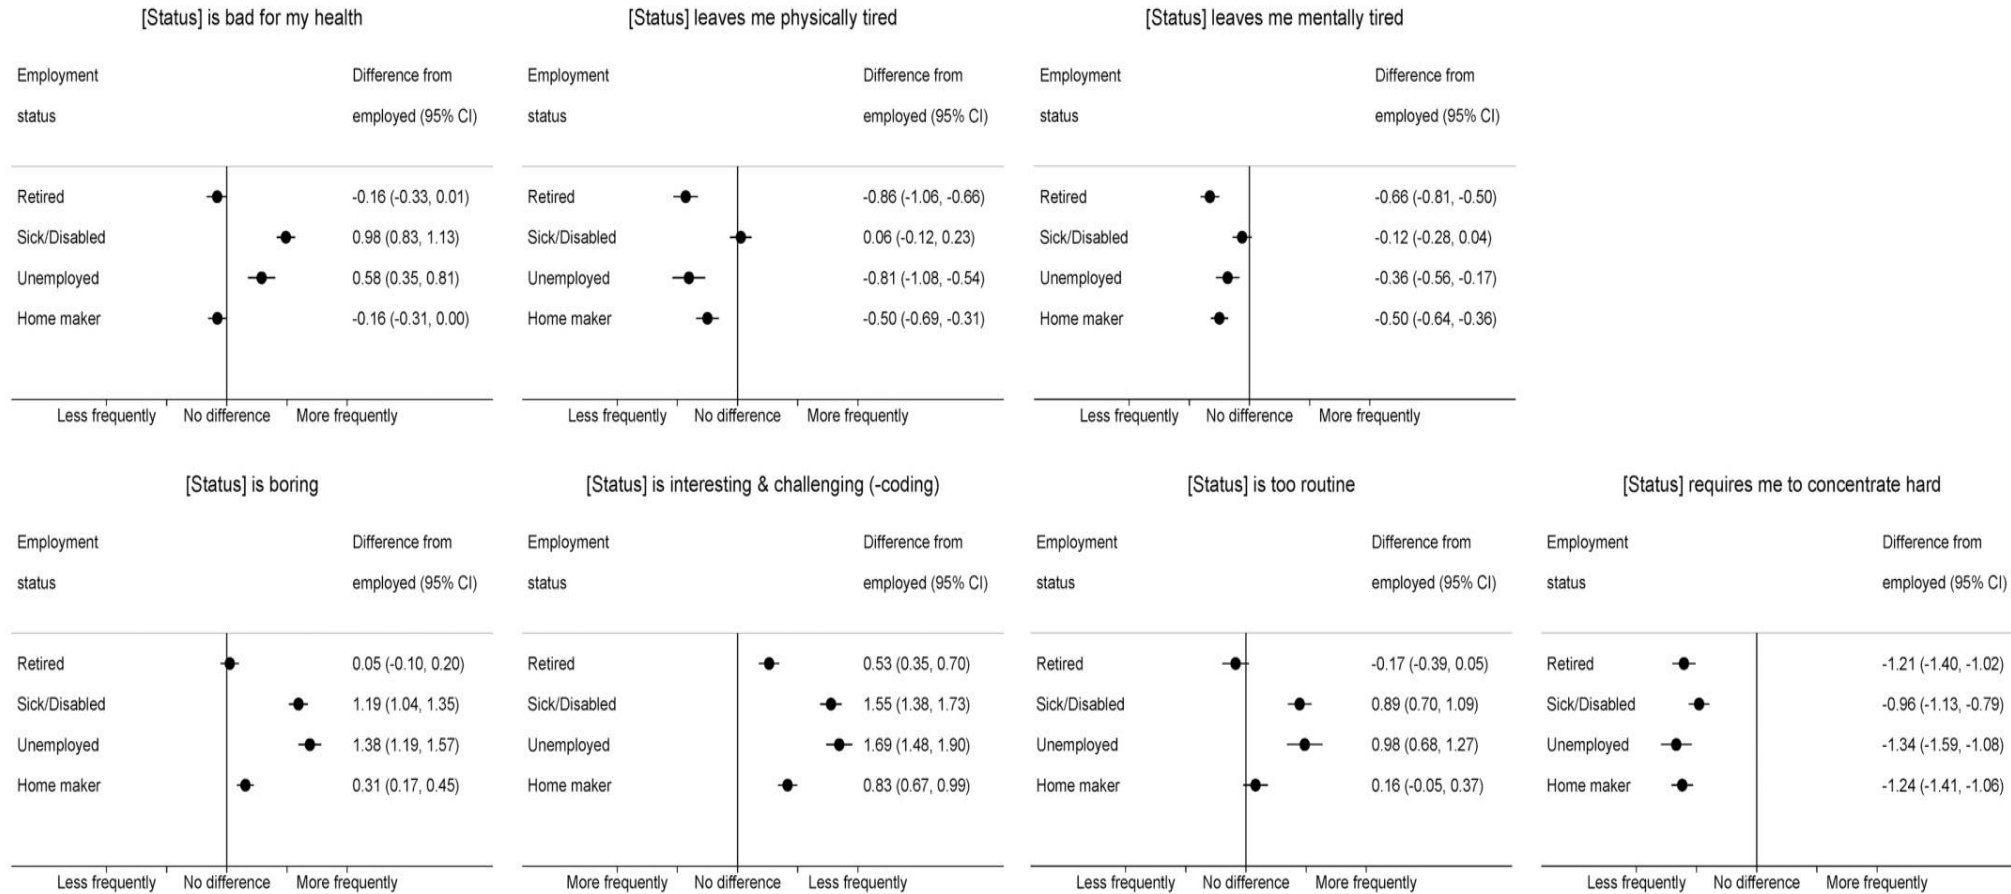 [Status] is bad for my health
Employment Difference from
status employed (95% CI)
Retired -0.16 (-0.33, 0.01)
Sick/Disabled 0.98 (0.83, 1.13)
Unemployed 0.58 (0.35, 0.81)
Home maker -0.16 (-0.31, 0.00)
Less frequently No difference More frequently
[Status] leaves me physically tired
Employment Difference from
status employed (95% CI)
Retired -0.86 (-1.06, -0.66)
Sick/Disabled 0.06 (-0.12, 0.23)
Unemployed -0.81 (-1.08, -0.54)
Home maker -0.50 (-0.69, -0.31)
Less frequently No difference More frequently
[Status] leaves me mentally tired
Employment Difference from
status employed (95% CI)
Retired -0.66 (-0.81, -0.50)
Sick/Disabled -0.12 (-0.28, 0.04)
Unemployed -0.36 (-0.56, -0.17)
Home maker -0.50 (-0.64, -0.36)
Less frequently No difference More frequently
[Status] is boring
Employment Difference from
status employed (95% CI)
Retired 0.05 (-0.10, 0.20)
Sick/Disabled 1.19 (1.04, 1.35)
Unemployed 1.38 (1.19, 1.57)
Home maker 0.31 (0.17, 0.45)
Less frequently No difference More frequently
[Status] is interesting & challenging (-coding)
Employment Difference from
status employed (95% CI)
Retired 0.53 (0.35, 0.70)
Sick/Disabled 1.55 (1.38, 1.73)
Unemployed 1.69 (1.48, 1.90)
Home maker 0.83 (0.67, 0.99)
More frequently No difference Less frequently
[Status] is too routine
Employment Difference from
status employed (95% CI)
Retired -0.17 (-0.39, 0.05)
Sick/Disabled 0.89 (0.70, 1.09)
Unemployed 0.98 (0.68, 1.27)
Home maker 0.16 (-0.05, 0.37)
Less frequently No difference More frequently
[Status] requires me to concentrate hard
Employment Difference from
status employed (95% CI)
Retired -1.21 (-1.40, -1.02)
Sick/Disabled -0.96 (-1.13, -0.79)
Unemployed -1.34 (-1.59, -1.08)
Home maker -1.24 (-1.41, -1.06)
Less frequently No difference More frequently